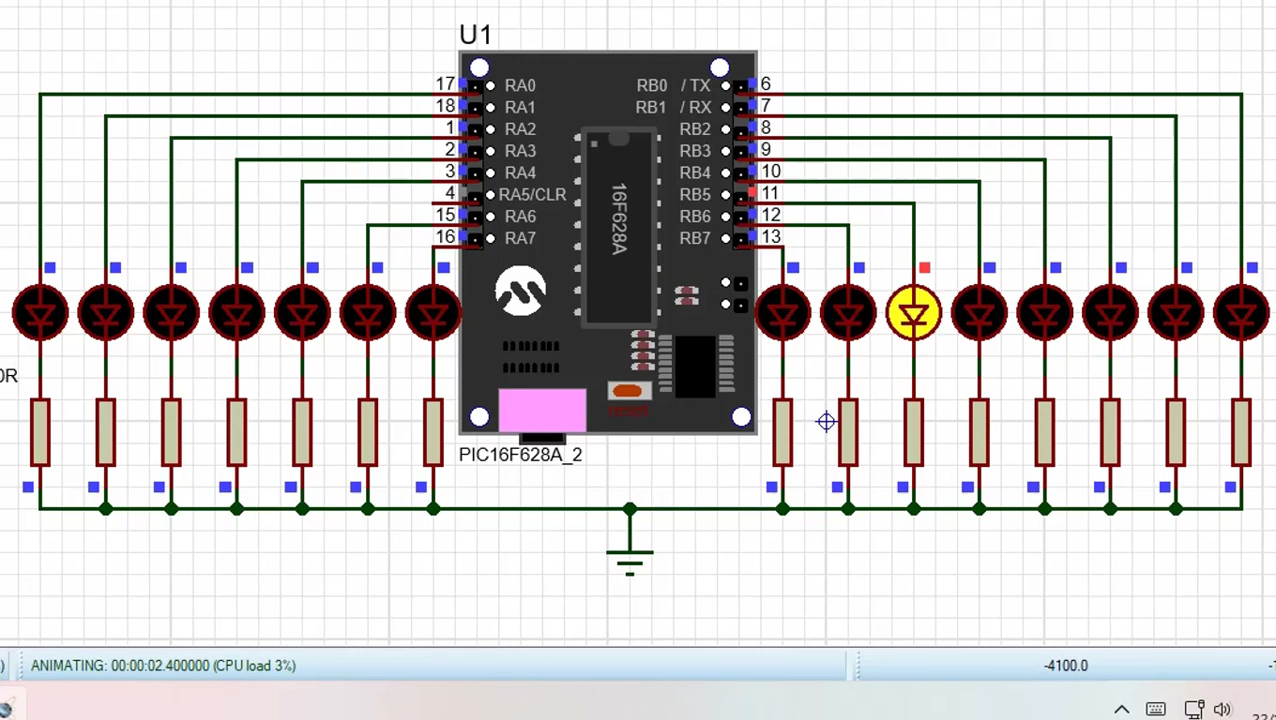 U1
17 RA0 RB0 / TX 6
18 RA1 RB1 / RX 7
1 RA2 RB2 8
2 RA3 RB3 9
3 RA4 RB4 10
4 RA5/CLR RB5 11
15 RA6 RB6 12
16 RA7 RB7 13
16F628A
0R
PIC16F628A_2
ANIMATING: 00:00:02.400000 (CPU load 3%) -4100.0